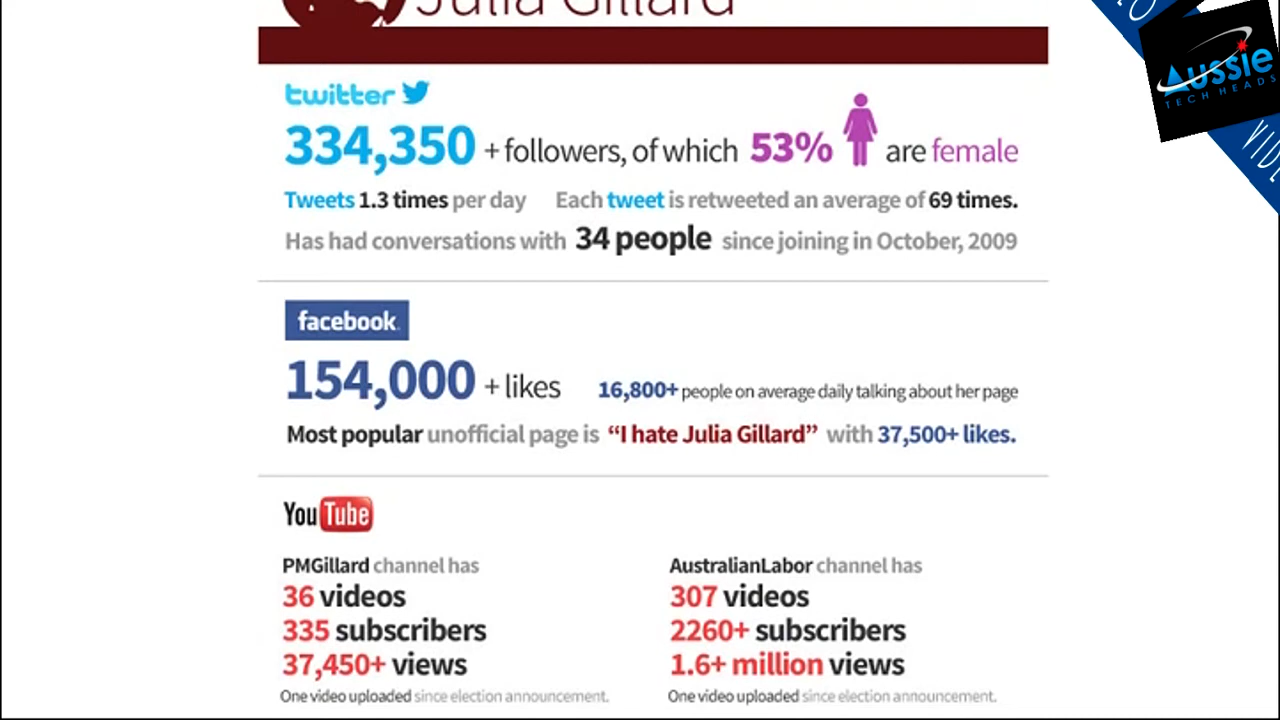 Julia Gillard
AUSSIE
TECH HEADS
twitter
334,350 + followers, of which 53% are female
Tweets 1.3 times per day Each tweet is retweeted an average of 69 times.
Has had conversations with 34 people since joining in October, 2009
facebook
154,000 + likes 16,800+ people on average daily talking about her page
Most popular unofficial page is “I hate Julia Gillard” with 37,500+ likes.
YouTube
PMGillard channel has
36 videos
335 subscribers
37,450+ views
One video uploaded since election announcement.
AustralianLabor channel has
307 videos
2260+ subscribers
1.6+ million views
One video uploaded since election announcement.